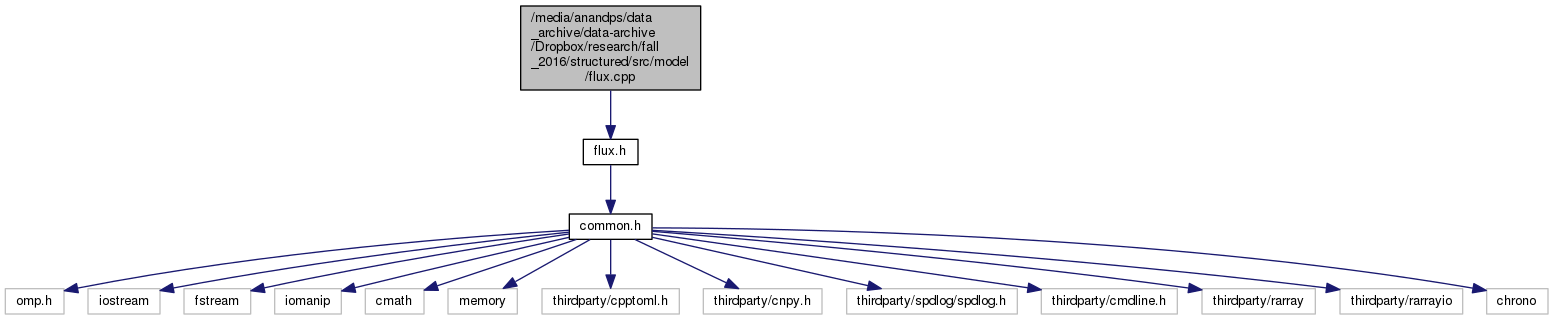 /media/anandps/data
_archive/data-archive
/Dropbox/research/fall
_2016/structured/src/model
/flux.cpp
flux.h
common.h
omp.h
iostream
fstream
iomanip
cmath
memory
thirdparty/cpptoml.h
thirdparty/cnpy.h
thirdparty/spdlog/spdlog.h
thirdparty/cmdline.h
thirdparty/rarray
thirdparty/rarrayio
chrono